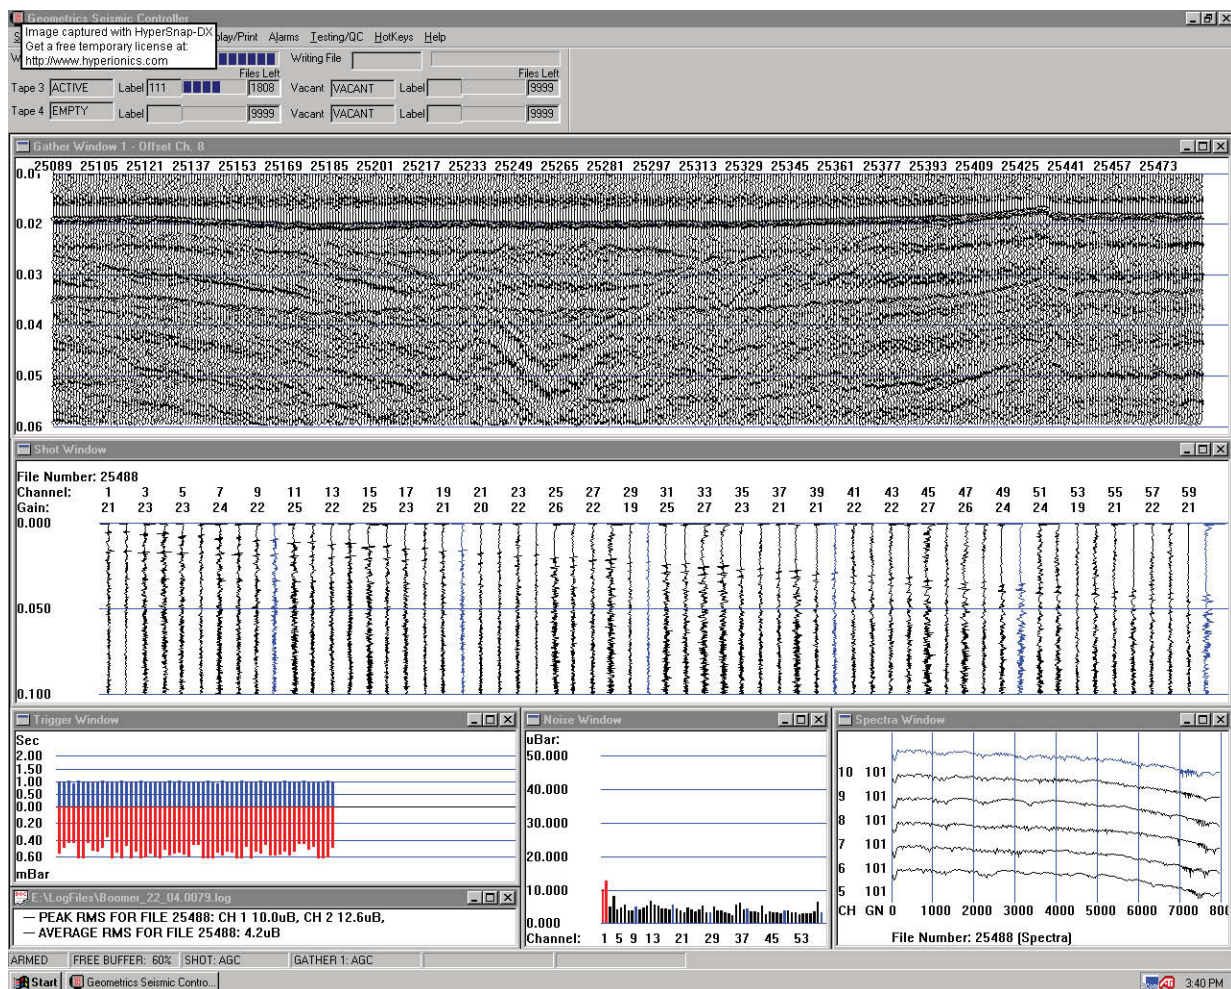 Geometrics Seismic Controller
Image captured with HyperSnap-DX
Get a free temporary license at:
http://www.hyperionics.com
Display/Print Alarms Testing/QC HotKeys Help
Writing File
Files Left Files Left
Tape 3 ACTIVE Label 111 1808 Vacant VACANT Label 9999
Tape 4 EMPTY Label 9999 Vacant VACANT Label 9999
Gather Window 1 - Offset Ch. 8
25089 25105 25121 25137 25153 25169 25185 25201 25217 25233 25249 25265 25281 25297 25313 25329 25345 25361 25377 25393 25409 25425 25441 25457 25473
0.02
0.03
0.04
0.05
0.06
Shot Window
File Number: 25488
Channel: 1 3 5 7 9 11 13 15 17 19 21 23 25 27 29 31 33 35 37 39 41 43 45 47 49 51 53 55 57 59
Gain: 21 23 23 24 22 25 22 25 23 21 20 22 26 22 19 25 27 23 21 21 22 22 27 26 24 24 19 21 22 21
0.000
0.050
0.100
Trigger Window
Sec
2.00
1.50
1.00
0.50
0.00
0.20
0.40
0.60
mBar
E:\LogFiles\Boomer_22_04.0079.log
— PEAK RMS FOR FILE 25488: CH 1 10.0uB, CH 2 12.6uB,
— AVERAGE RMS FOR FILE 25488: 4.2uB
Noise Window
uBar:
50.000
40.000
30.000
20.000
10.000
0.000
Channel: 1 5 9 13 21 29 37 45 53
Spectra Window
10 101
9 101
8 101
7 101
6 101
5 101
CH GN 0 1000 2000 3000 4000 5000 6000 7000 800
File Number: 25488 (Spectra)
ARMED FREE BUFFER: 60% SHOT: AGC GATHER 1: AGC
Start Geometrics Seismic Contro... 3:40 PM